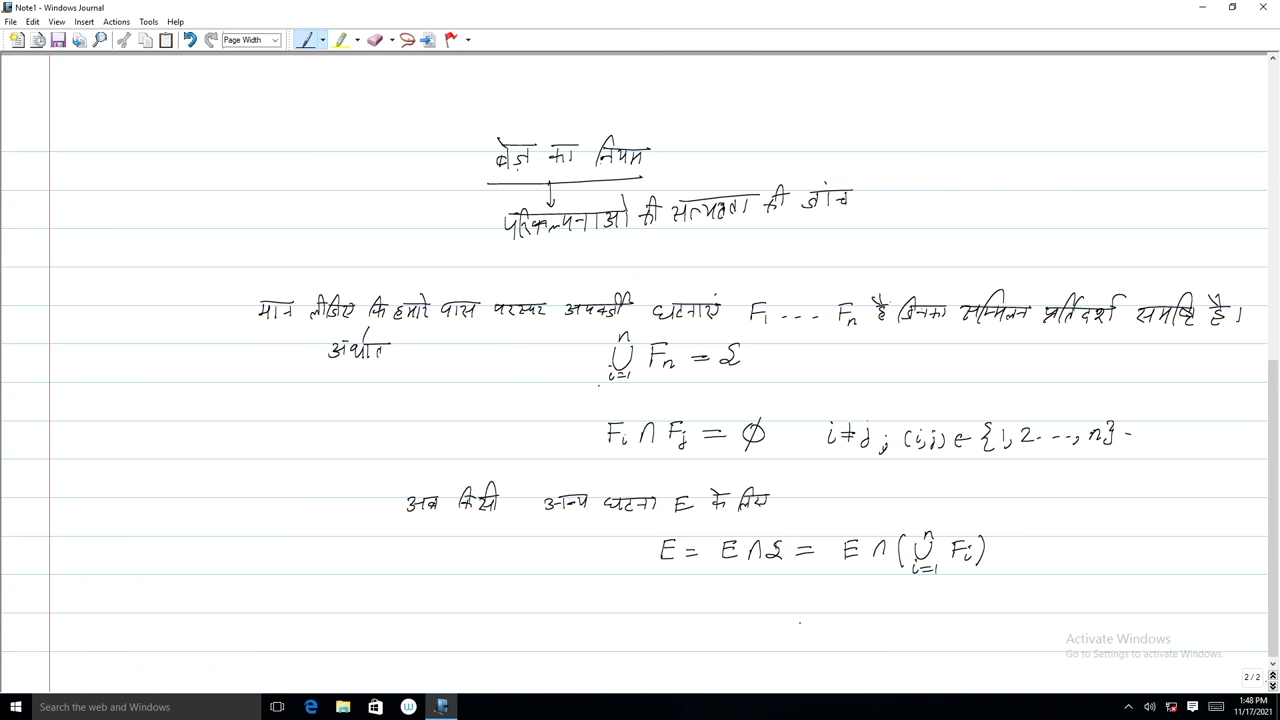 Note1 - Windows Journal
File Edit View Insert Actions Tools Help
Page Width
बेज़ का नियम
परिकल्पनाओ की सत्यता की जांच
मान लीजिए कि हमारे पास परस्पर अपवर्जी घटनाएं F₁ ... Fₙ है जिनका सम्मिलन प्रतिदर्श समष्टि है।
अर्थात
⋃ᵢ₌₁ⁿ Fₙ = Ω
Fᵢ ∩ Fⱼ = ∅ i ≠ j ; (i,j) ∈ {1, 2 ..., n}
अब किसी अन्य घटना E के लिए
E = E ∩ Ω = E ∩ (⋃ᵢ₌₁ⁿ Fᵢ)
Activate Windows
Go to Settings to activate Windows.
2 / 2
Search the web and Windows
1:48 PM
11/17/2021